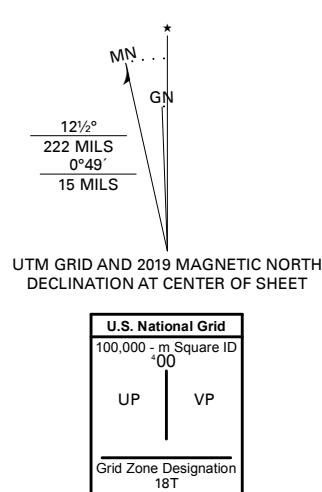 ★
MN
GN
12½°
222 MILS
0°49´
15 MILS
UTM GRID AND 2019 MAGNETIC NORTH
DECLINATION AT CENTER OF SHEET
U.S. National Grid
100,000 - m Square ID
⁴00
UP VP
Grid Zone Designation
18T